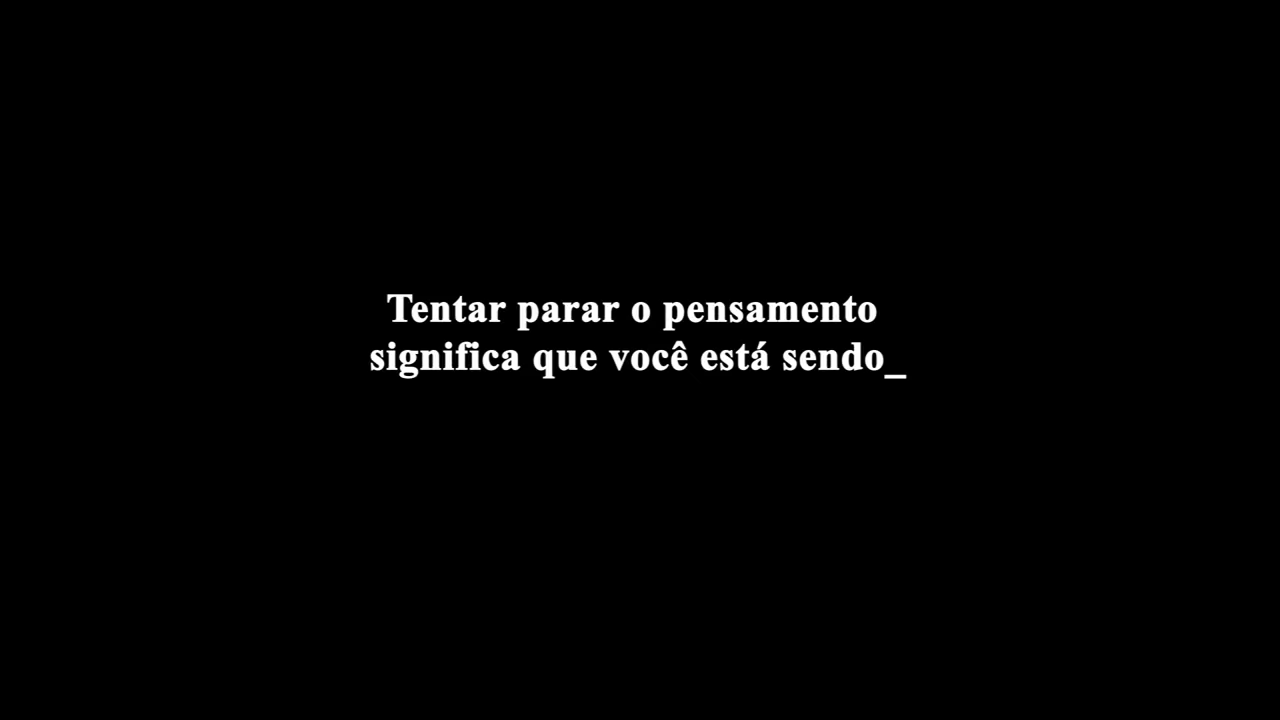 Tentar parar o pensamento
significa que você está sendo_